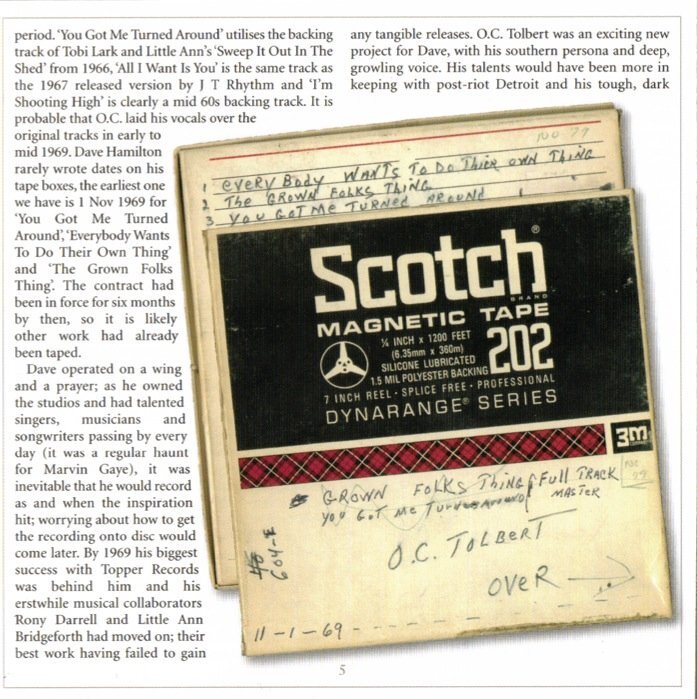 period. 'You Got Me Turned Around' utilises the backing
track of Tobi Lark and Little Ann's 'Sweep It Out In The
Shed' from 1966, 'All I Want Is You' is the same track as
the 1967 released version by J T Rhythm and 'I'm
Shooting High' is clearly a mid 60s backing track. It is
probable that O.C. laid his vocals over the
original tracks in early to
mid 1969. Dave Hamilton
rarely wrote dates on his
tape boxes, the earliest one
we have is 1 Nov 1969 for
'You Got Me Turned
Around', 'Everybody Wants
To Do Their Own Thing'
and 'The Grown Folks
Thing'. The contract had
been in force for six months
by then, so it is likely
other work had already
been taped.
Dave operated on a wing
and a prayer; as he owned
the studios and had talented
singers, musicians and
songwriters passing by every
day (it was a regular haunt
for Marvin Gaye), it was
inevitable that he would record
as and when the inspiration
hit; worrying about how to get
the recording onto disc would
come later. By 1969 his biggest
success with Topper Records
was behind him and his
erstwhile musical collaborators
Rony Darrell and Little Ann
Bridgeforth had moved on; their
best work having failed to gain
any tangible releases. O.C. Tolbert was an exciting new
project for Dave, with his southern persona and deep,
growling voice. His talents would have been more in
keeping with post-riot Detroit and his tough, dark
NO 79
1 EVERY BODY WANTS TO DO THIER OWN THING
2 THE GROWN FOLKS THING
3 YOU GOT ME TURNED AROUND
Scotch®
BRAND
MAGNETIC TAPE
¼ INCH x 1200 FEET
(6.35mm x 360m)
SILICONE LUBRICATED
1.5 MIL POLYESTER BACKING
202
7 INCH REEL · SPLICE FREE · PROFESSIONAL
DYNARANGE® SERIES
3M
NO
79
GROWN FOLKS THING FULL TRACK
YOU GOT ME TURNED AROUND MASTER
O.C. TOLBERT
OVER
604-E
11-1-69
5